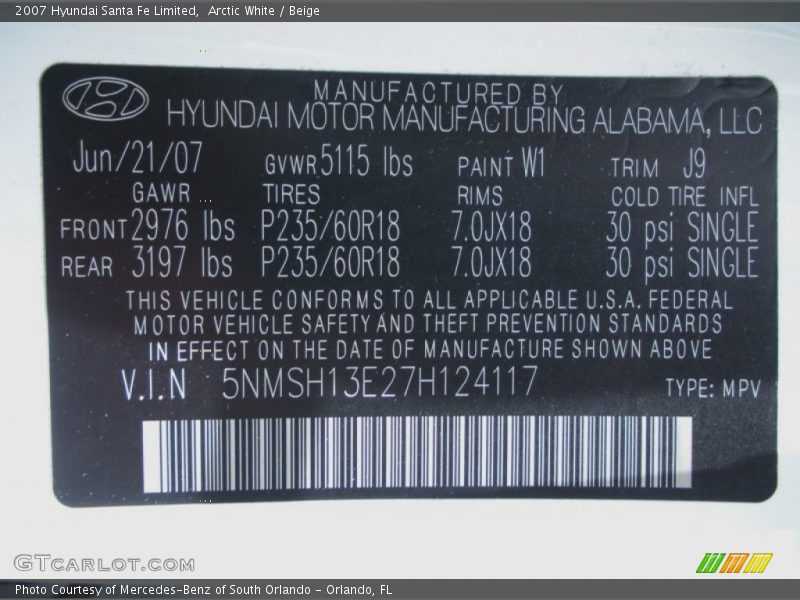 2007 Hyundai Santa Fe Limited,  Arctic White / Beige
MANUFACTURED BY
HYUNDAI MOTOR MANUFACTURING ALABAMA, LLC
Jun/21/07 GVWR 5115 lbs PAINT W1 TRIM J9
GAWR TIRES RIMS COLD TIRE INFL
FRONT 2976 lbs P235/60R18 7.0JX18 30 psi SINGLE
REAR 3197 lbs P235/60R18 7.0JX18 30 psi SINGLE
THIS VEHICLE CONFORMS TO ALL APPLICABLE U.S.A. FEDERAL
MOTOR VEHICLE SAFETY AND THEFT PREVENTION STANDARDS
IN EFFECT ON THE DATE OF MANUFACTURE SHOWN ABOVE
V.I.N 5NMSH13E27H124117 TYPE: MPV
GTCARLOT.COM
Photo Courtesy of Mercedes-Benz of South Orlando - Orlando, FL